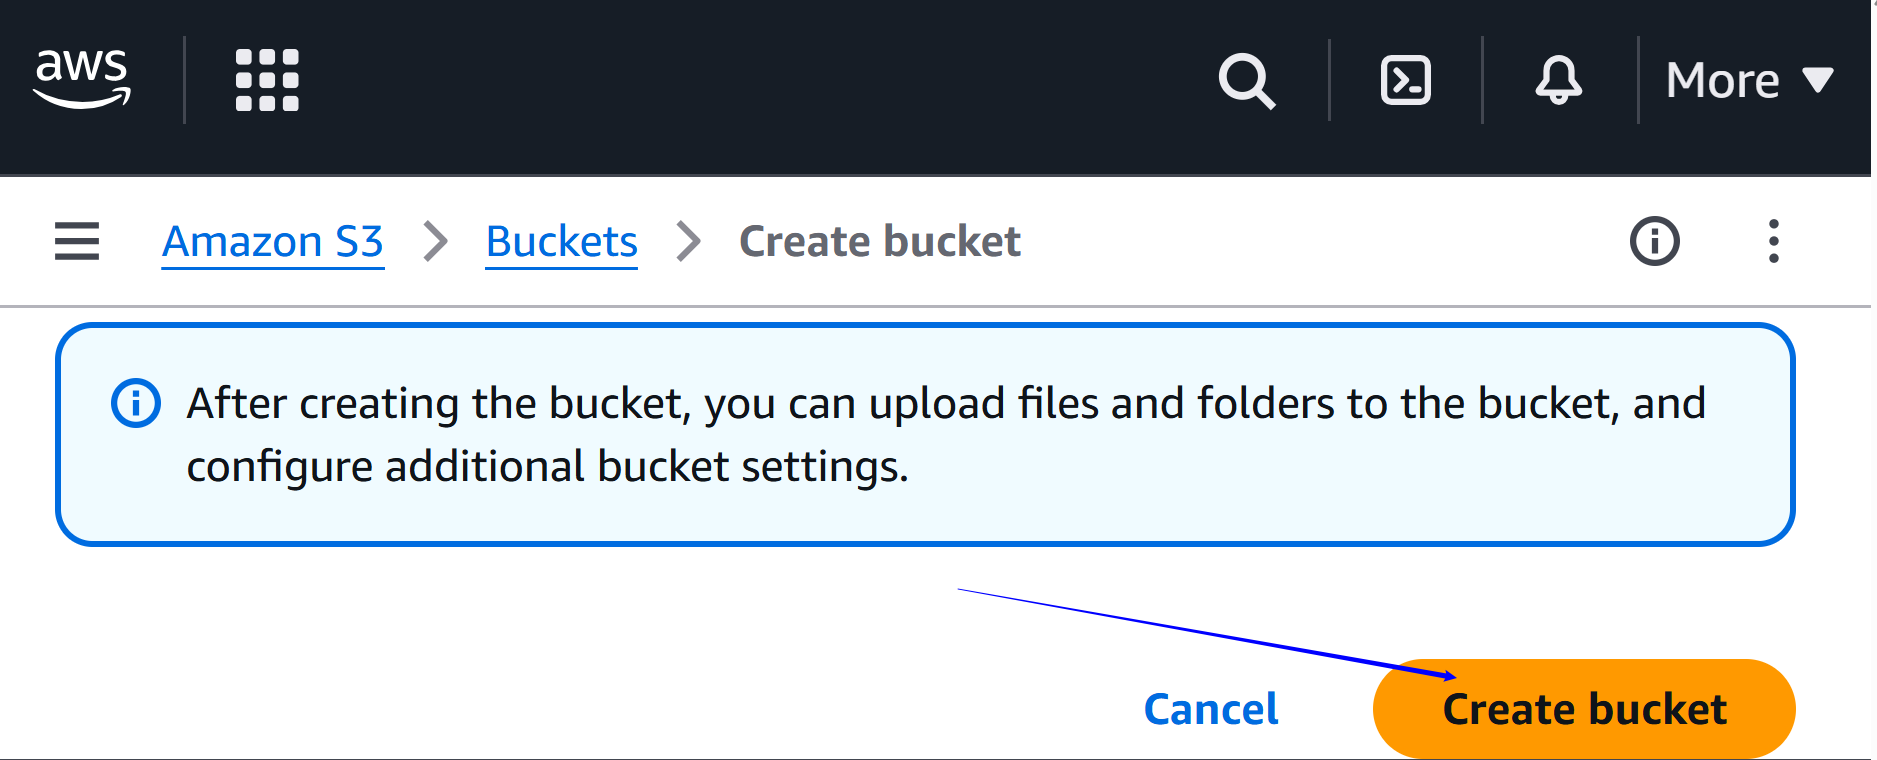 aws
More
Amazon S3 Buckets Create bucket
After creating the bucket, you can upload files and folders to the bucket, and
configure additional bucket settings.
Cancel Create bucket